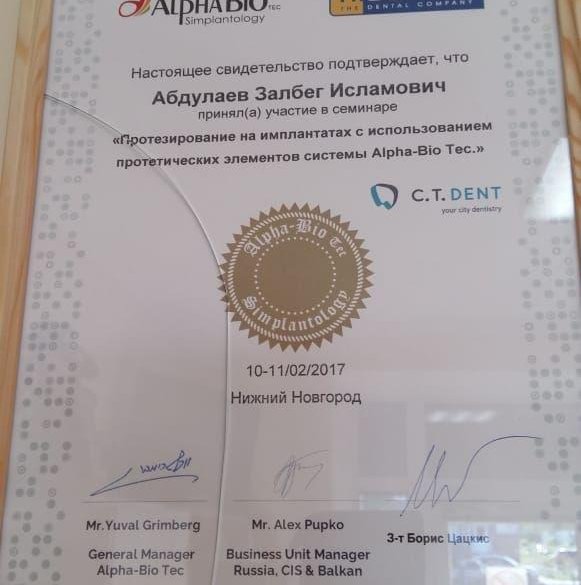 ALPHABIO TEC
Simplantology
THE DENTAL COMPANY
Настоящее свидетельство подтверждает, что
Абдулаев Залбег Исламович
принял(а) участие в семинаре
«Протезирование на имплантатах с использованием
протетических элементов системы Alpha-Bio Tec.»
C.T. DENT
your city dentistry
Alpha-Bio Tec
Simplantology
10-11/02/2017
Нижний Новгород
Mr.Yuval Grimberg
General Manager
Alpha-Bio Tec
Mr. Alex Pupko
Business Unit Manager
Russia, CIS & Balkan
З-т Борис Цацкис